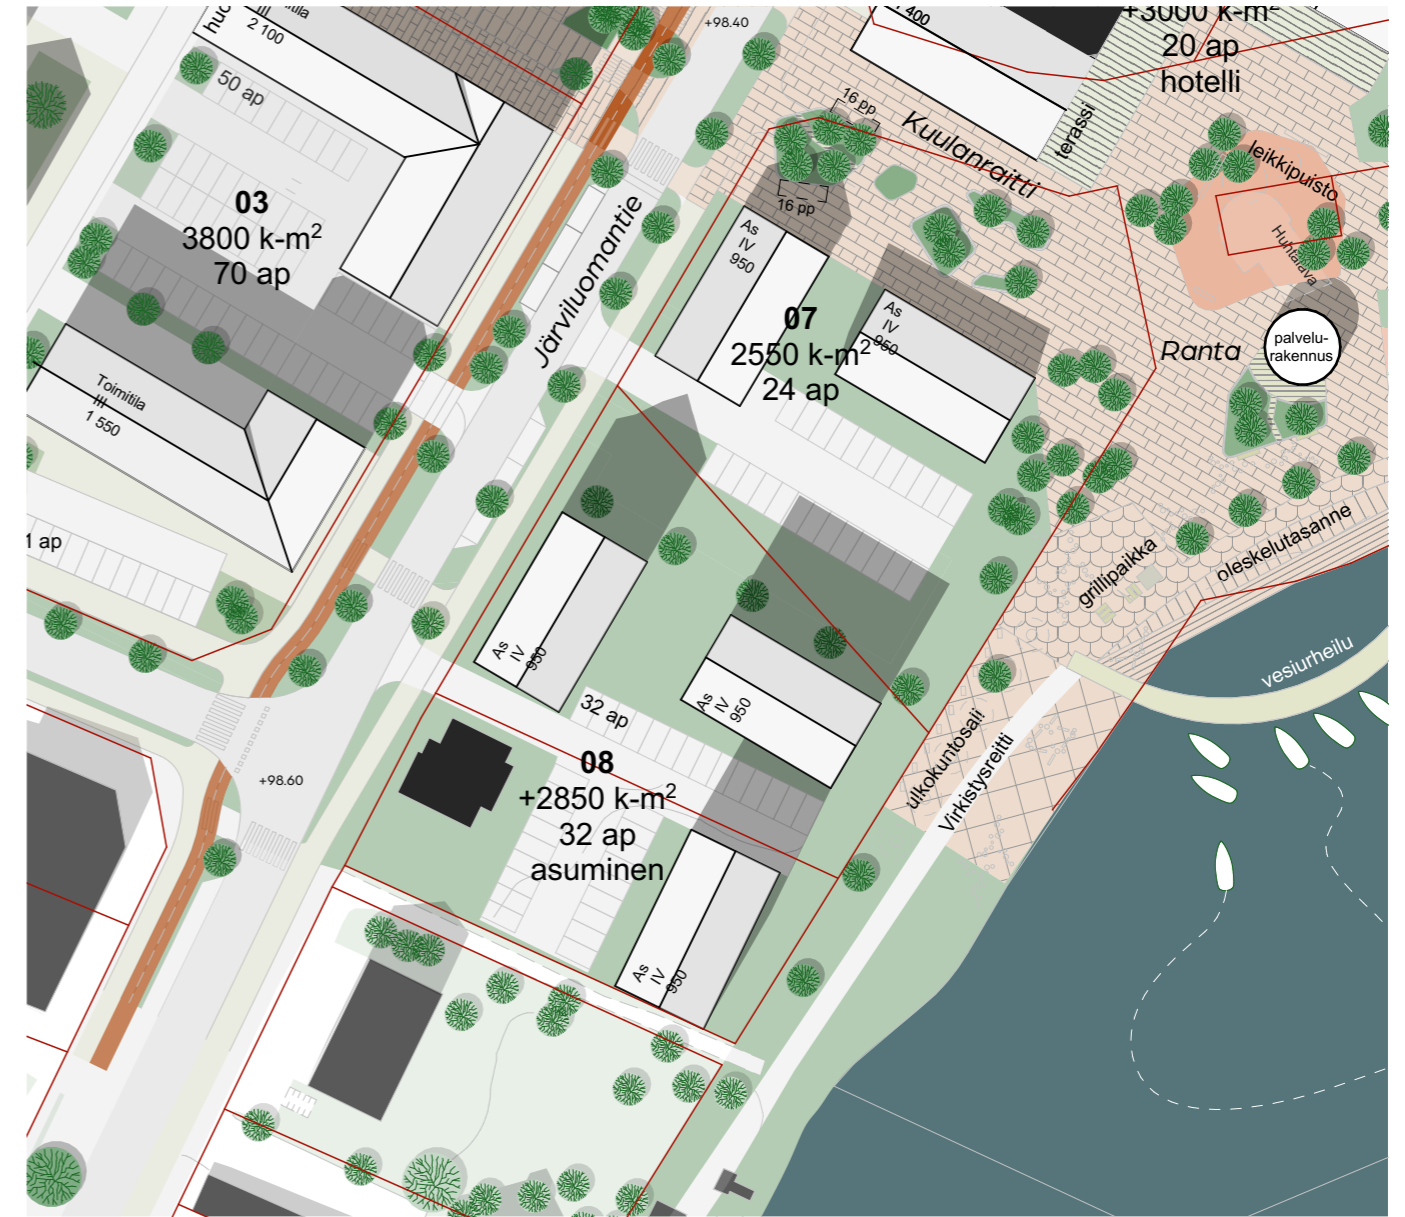 III
2 100
+98.40
400
+3000 k-m²
20 ap
hotelli
50 ap
16 pp
Kuulanraitti
terassi
leikkipuisto
Huhtarava
16 pp
03
3800 k-m²
70 ap
Järviluomantie
As
IV
950
07
2550 k-m²
24 ap
As
IV
950
Ranta
palvelu-
rakennus
Toimitila
III
1 550
1 ap
grillipaikka
oleskelutasanne
vesiurheilu
As
IV
950
As
IV
950
32 ap
08
+2850 k-m²
32 ap
asuminen
ulkokuntosali
Virkistysreitti
+98.60
As
IV
950